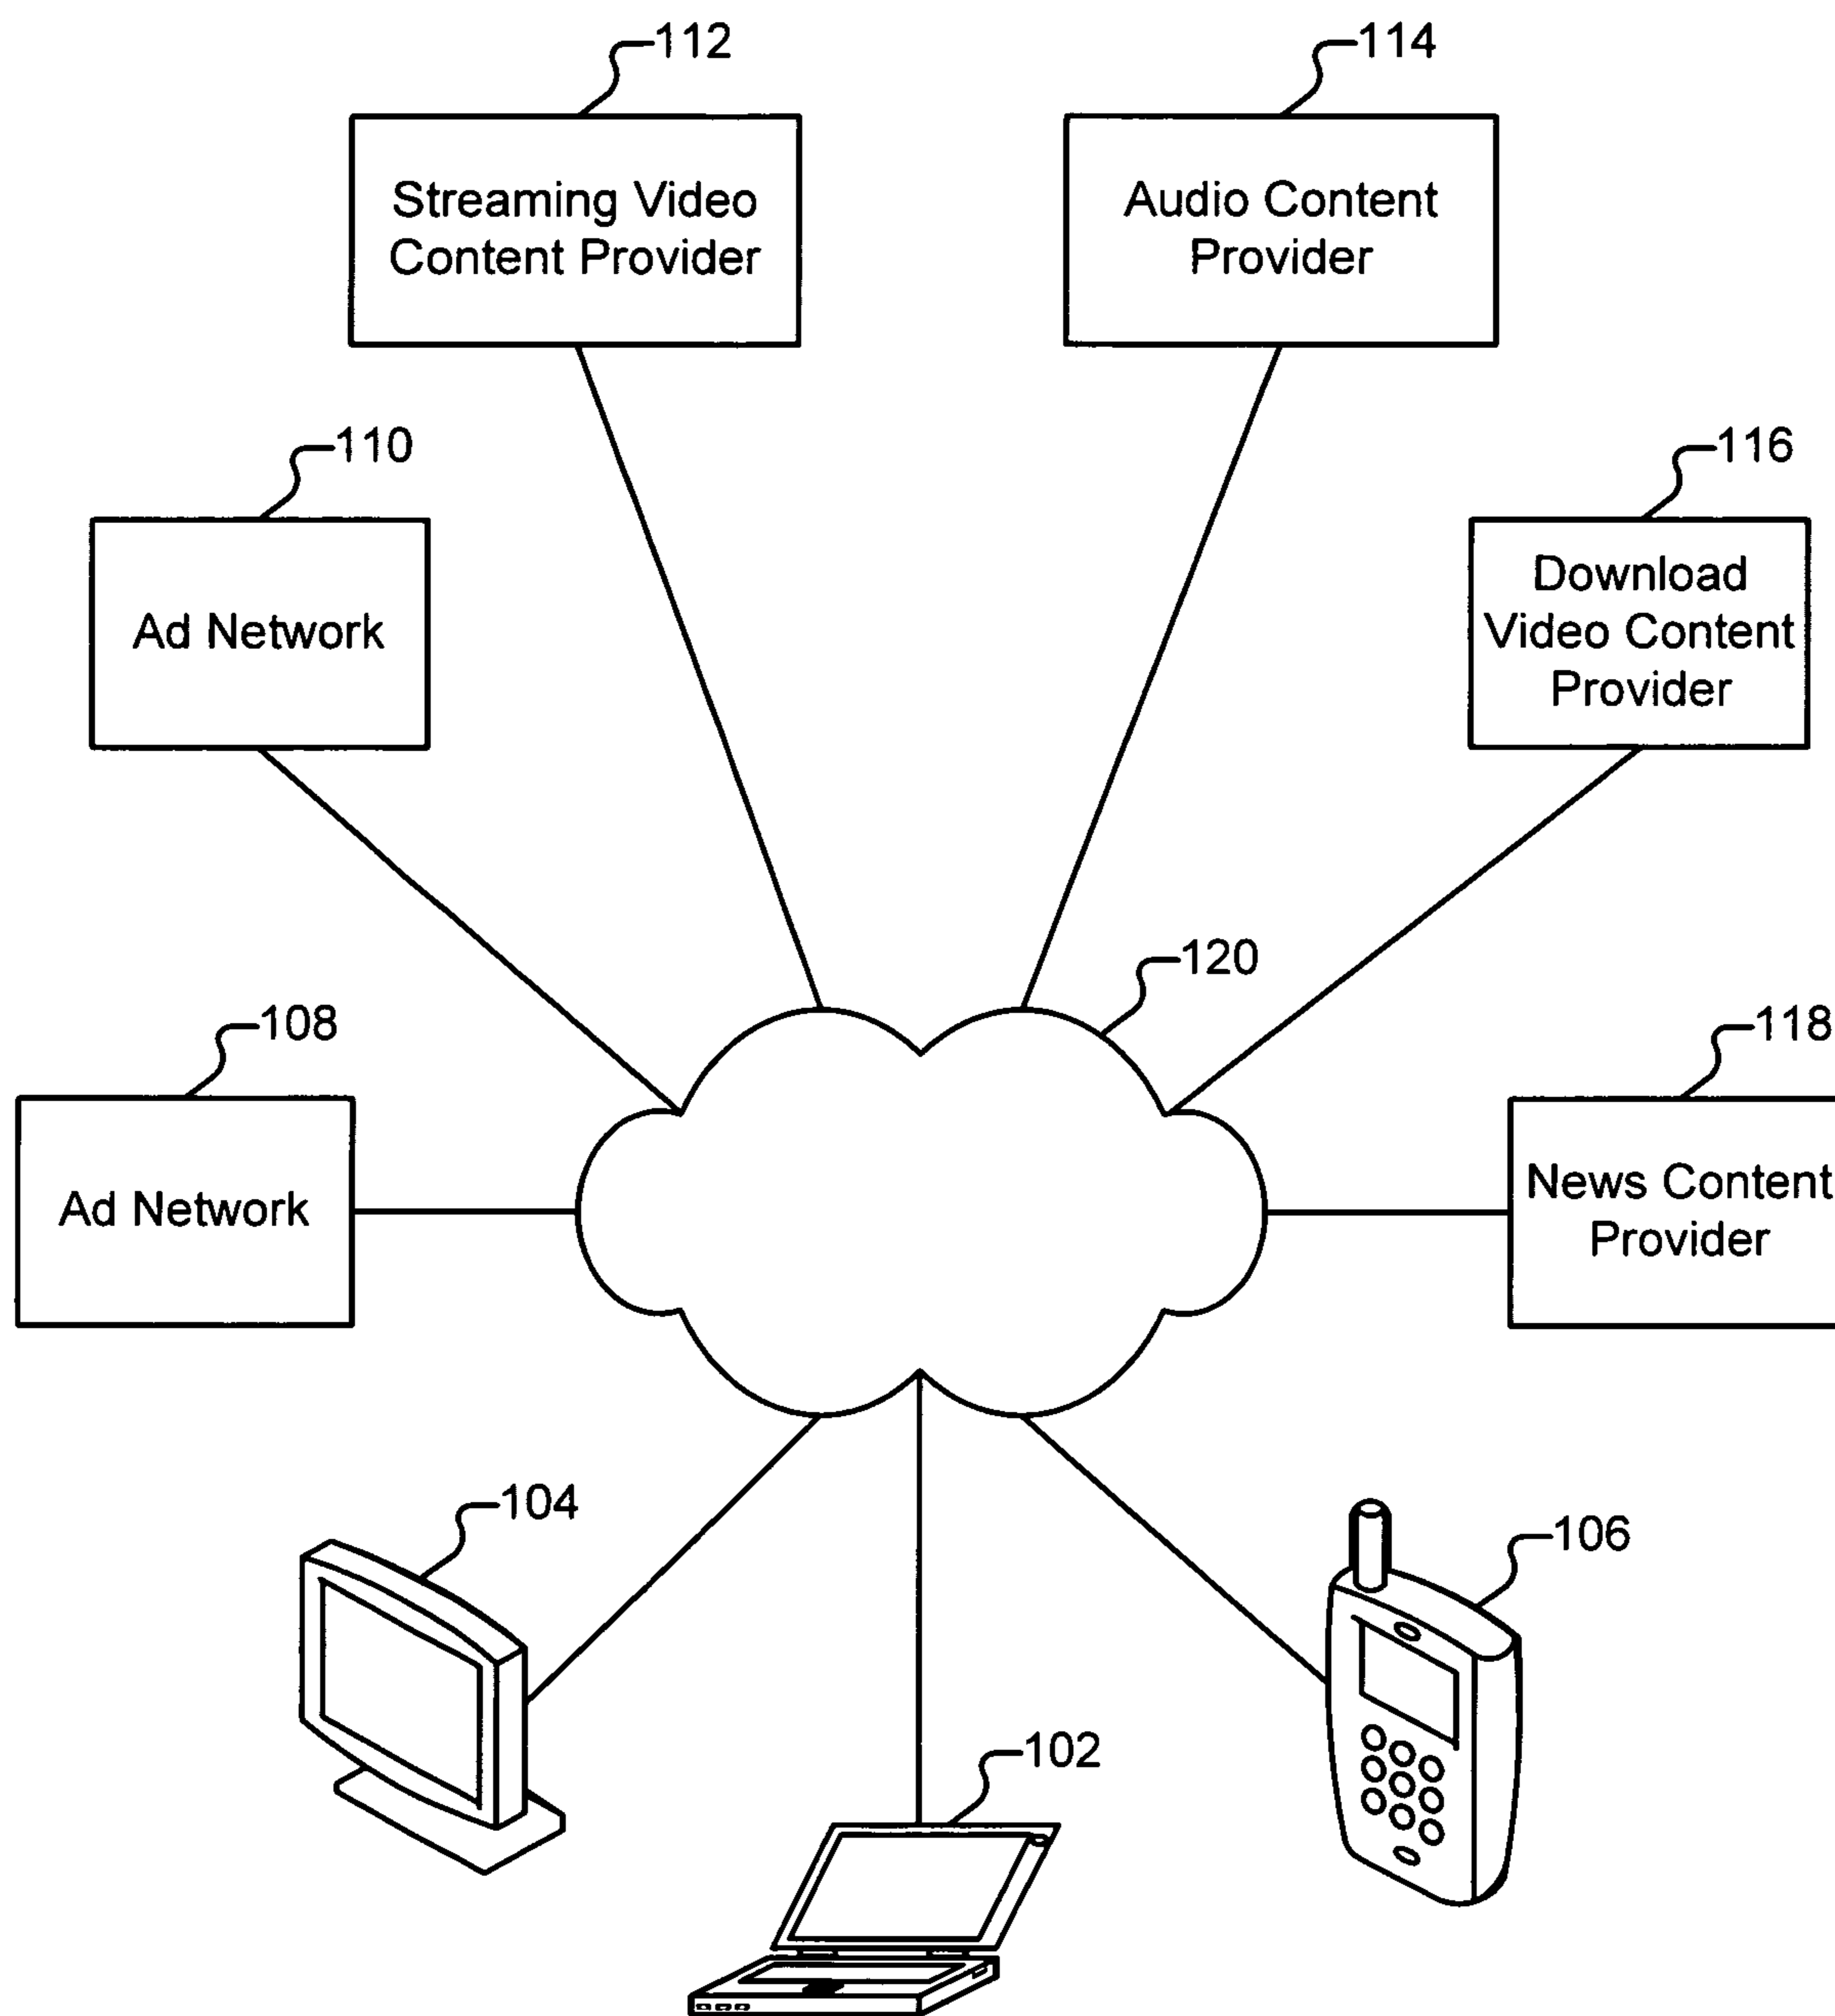 112
114
Streaming Video
Content Provider
Audio Content
Provider
110
116
Ad Network
Download
Video Content
Provider
120
108
118
Ad Network
News Content
Provider
104
106
102